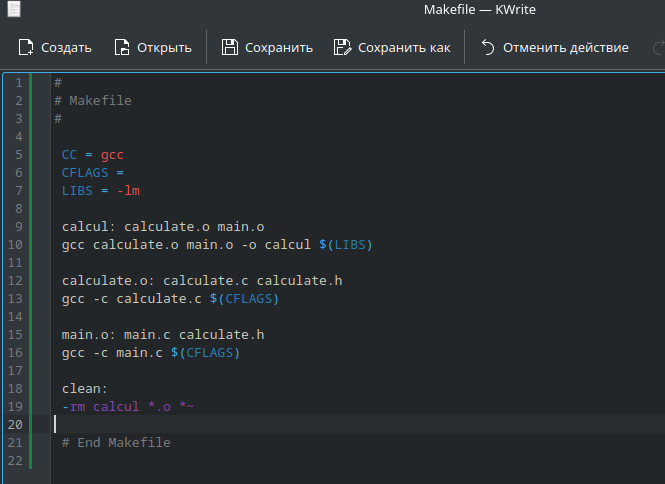 Makefile — KWrite
Создать Открыть Сохранить Сохранить как Отменить действие
1 #
2 # Makefile
3 #
4
5 CC = gcc
6 CFLAGS =
7 LIBS = -lm
8
9 calcul: calculate.o main.o
10 gcc calculate.o main.o -o calcul $(LIBS)
11
12 calculate.o: calculate.c calculate.h
13 gcc -c calculate.c $(CFLAGS)
14
15 main.o: main.c calculate.h
16 gcc -c main.c $(CFLAGS)
17
18 clean:
19 -rm calcul *.o *~
20
21 # End Makefile
22